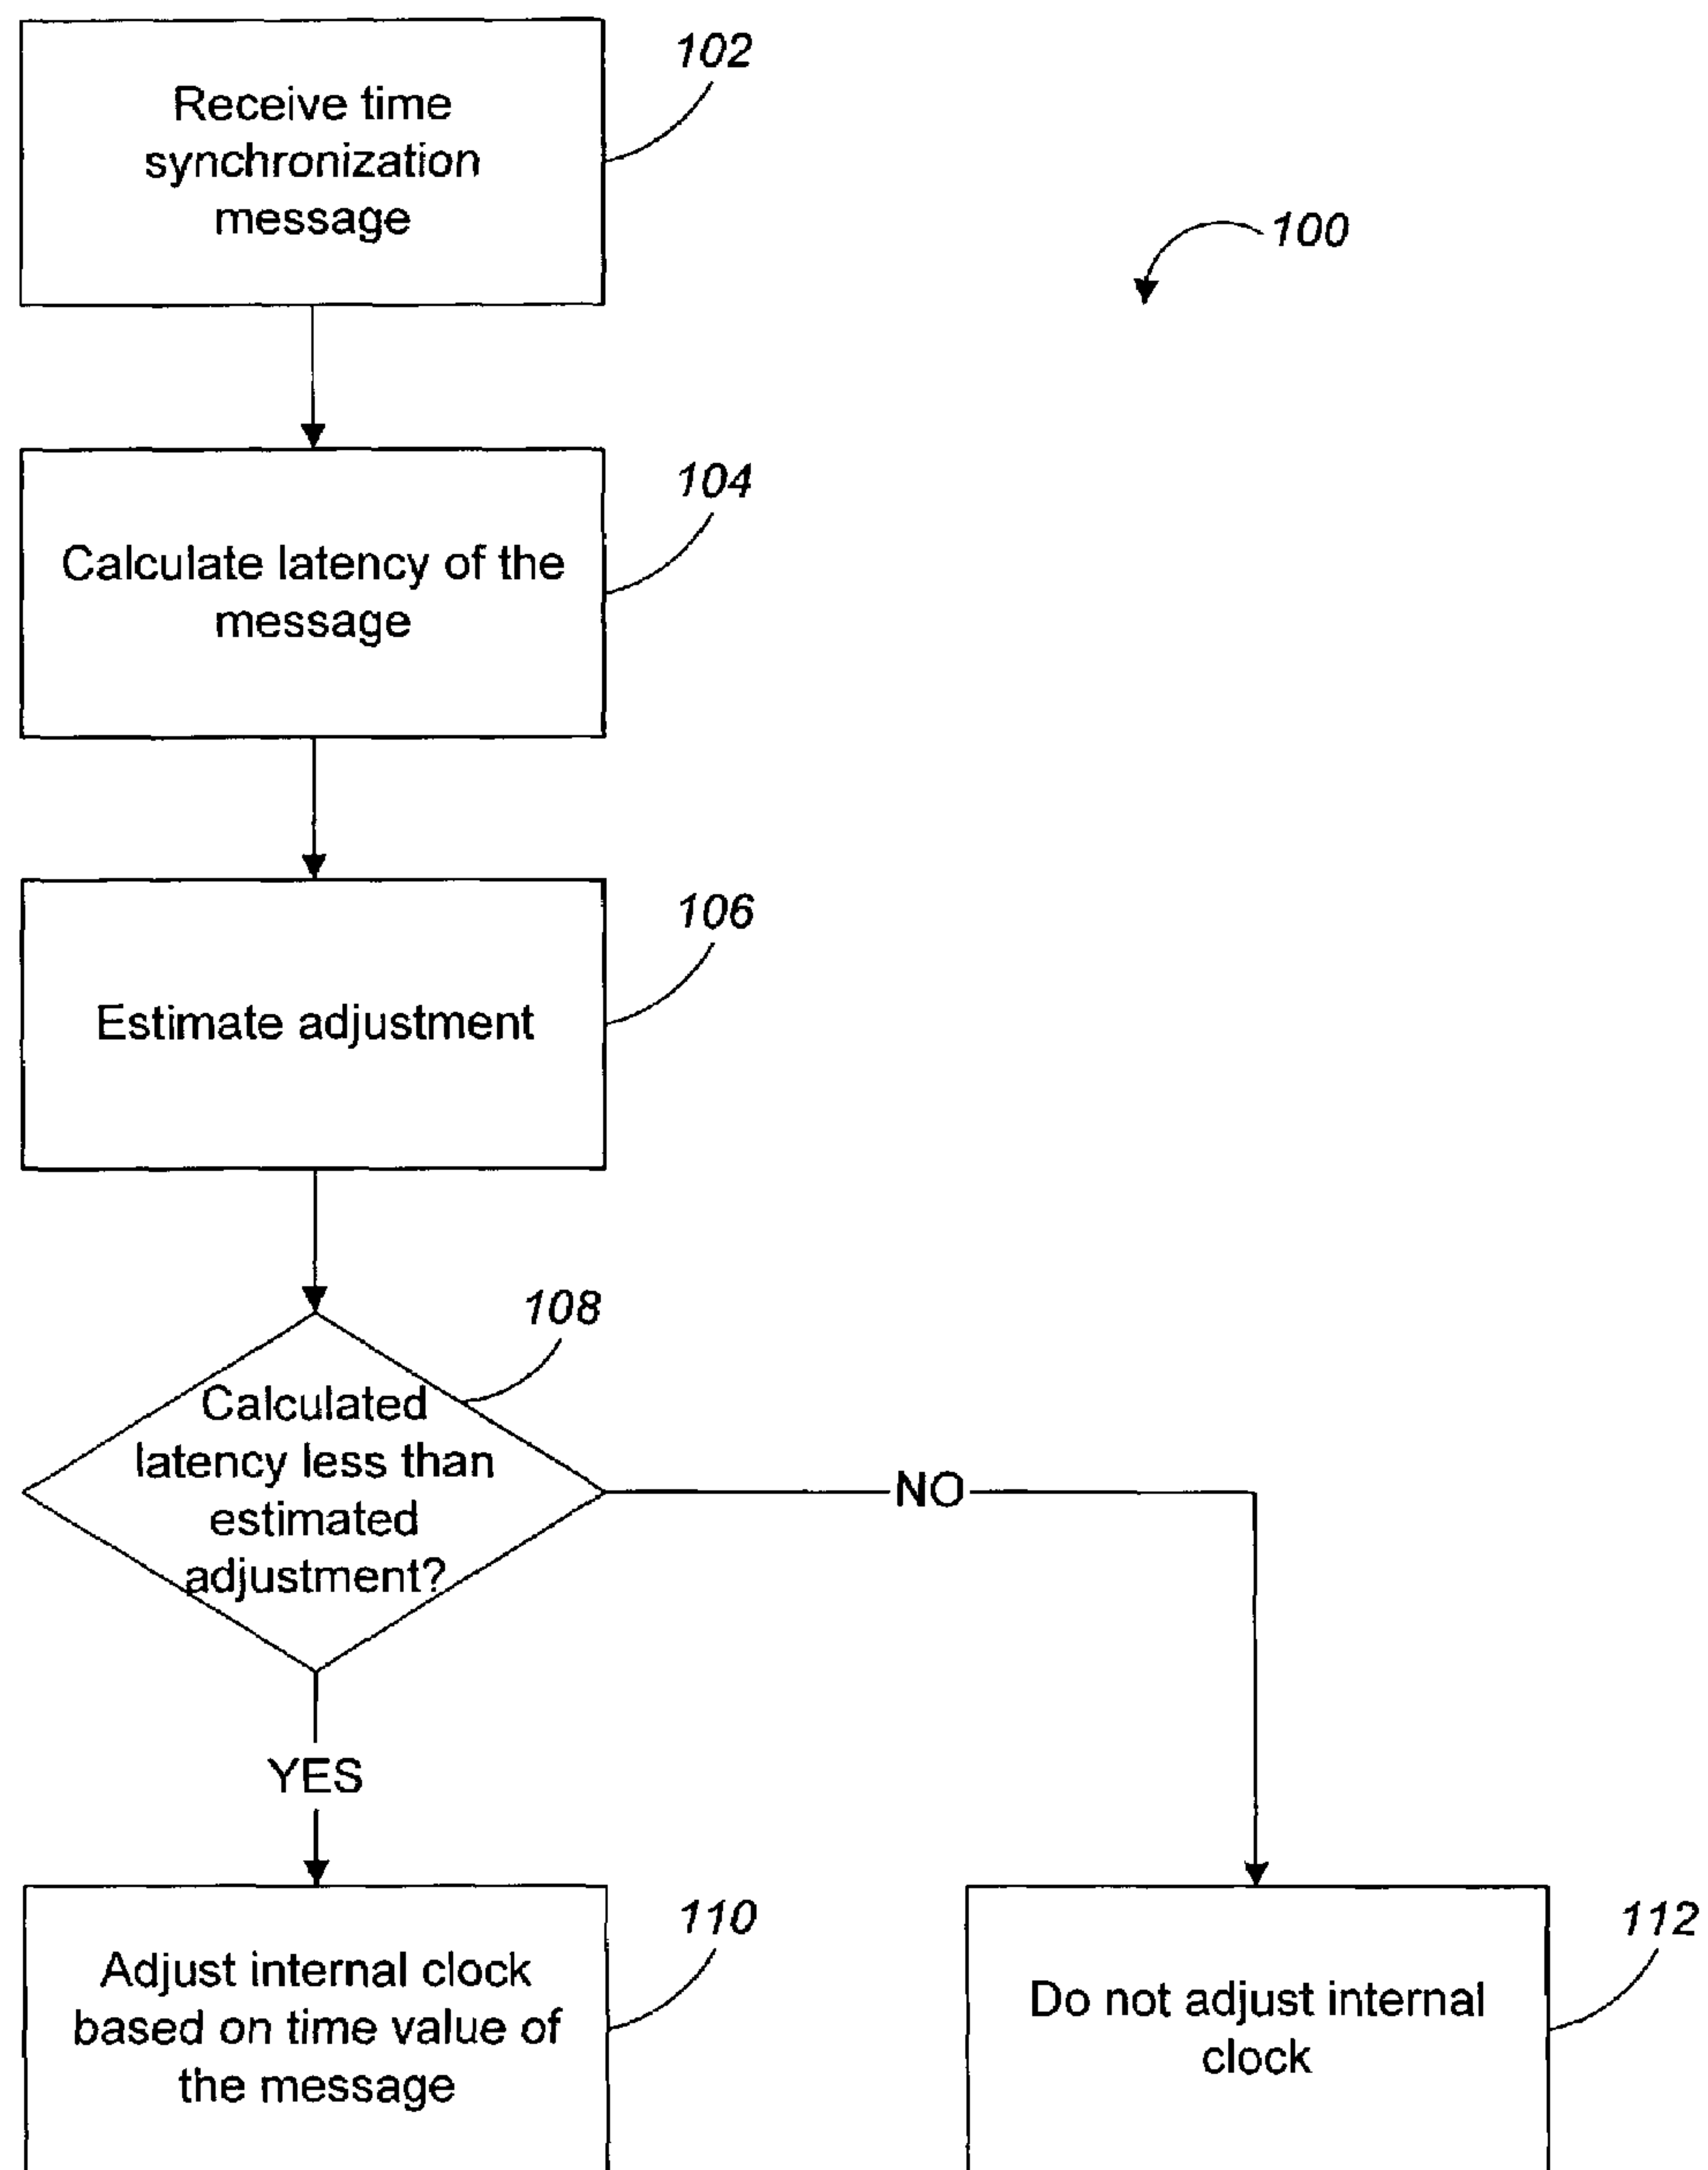 102
Receive time
synchronization
message
100
104
Calculate latency of the
message
106
Estimate adjustment
108
Calculated
latency less than
estimated
adjustment?
NO
YES
110
Adjust internal clock
based on time value of
the message
112
Do not adjust internal
clock